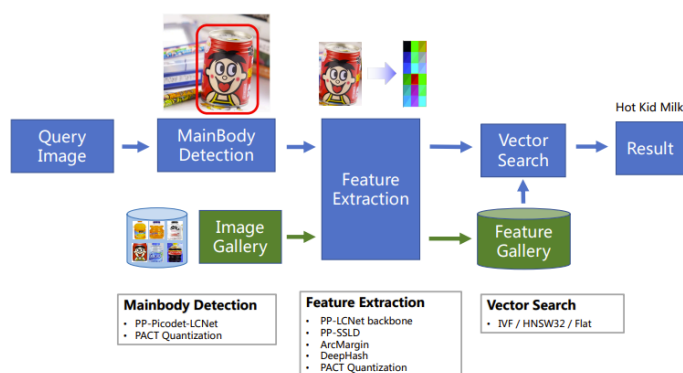 Hot Kid Milk
Query
Image
MainBody
Detection
Feature
Extraction
Vector
Search
Result
Image
Gallery
Feature
Gallery
Mainbody Detection
• PP-Picodet-LCNet
• PACT Quantization
Feature Extraction
• PP-LCNet backbone
• PP-SSLD
• ArcMargin
• DeepHash
• PACT Quantization
Vector Search
• IVF / HNSW32 / Flat